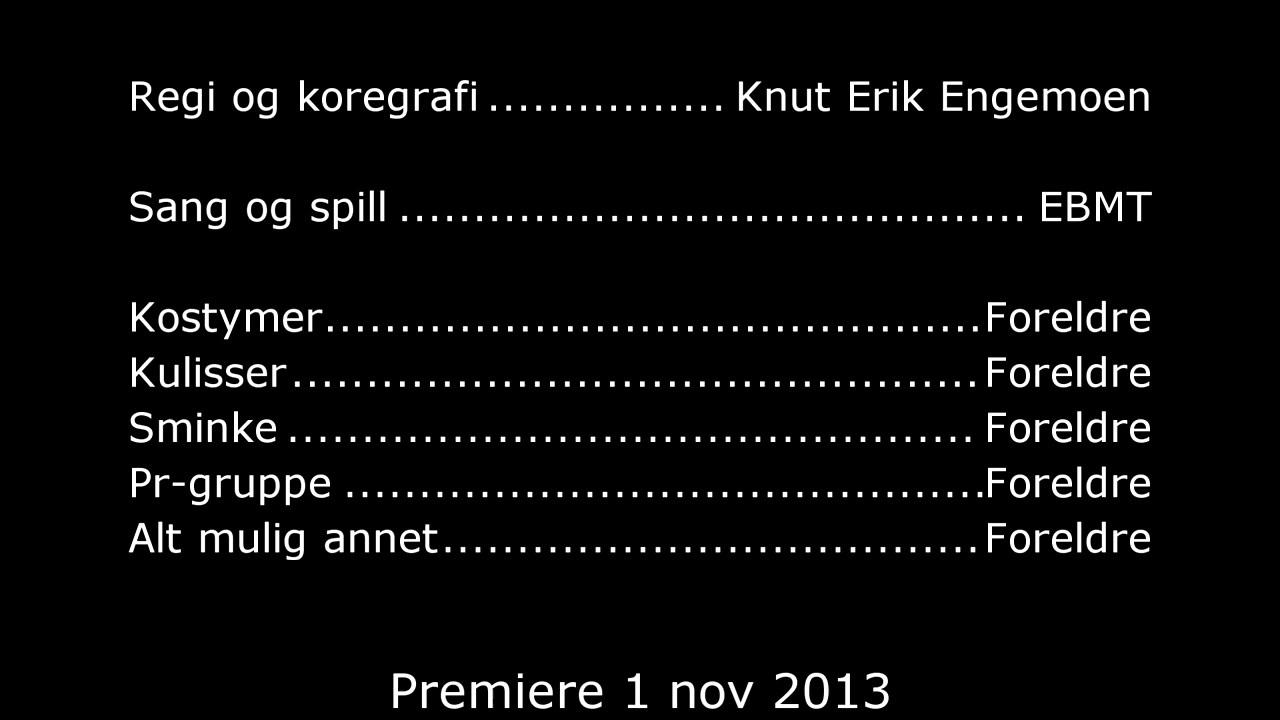 Regi og koregrafi ................ Knut Erik Engemoen
Sang og spill .......................................... EBMT
Kostymer............................................Foreldre
Kulisser .............................................. Foreldre
Sminke .............................................. Foreldre
Pr-gruppe ...........................................Foreldre
Alt mulig annet.................................... Foreldre
Premiere 1 nov 2013